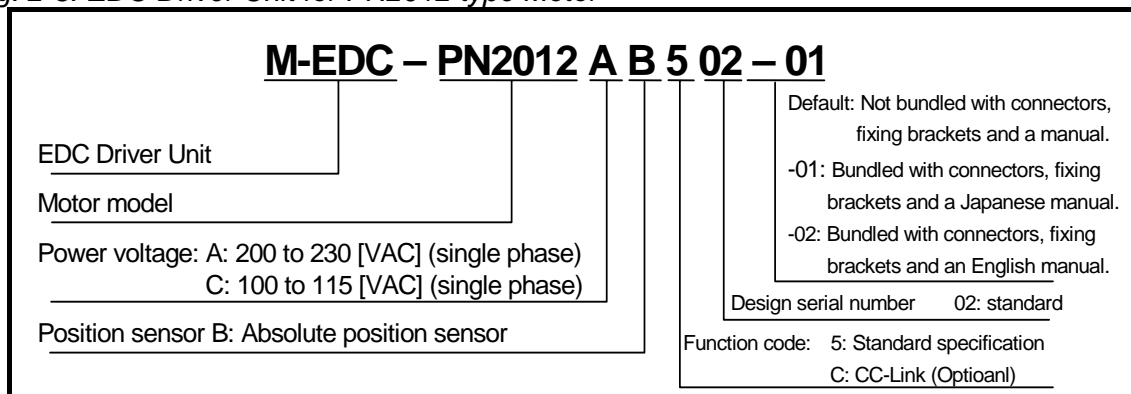 M-EDC – PN2012 A B 5 02 – 01
EDC Driver Unit
Motor model
Power voltage: A: 200 to 230 [VAC] (single phase)
C: 100 to 115 [VAC] (single phase)
Position sensor B: Absolute position sensor
Default: Not bundled with connectors,
fixing brackets and a manual.
-01: Bundled with connectors, fixing
brackets and a Japanese manual.
-02: Bundled with connectors, fixing
brackets and an English manual.
Design serial number 02: standard
Function code: 5: Standard specification
C: CC-Link (Optioanl)